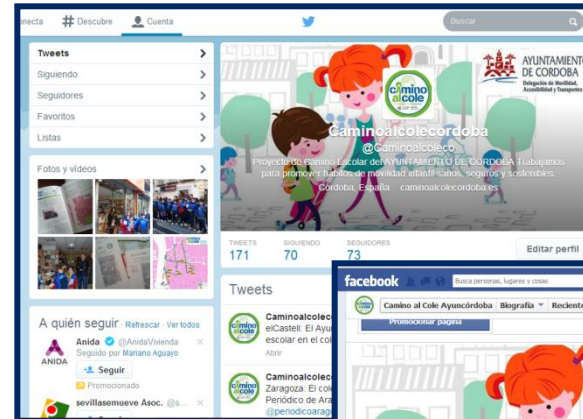 necta # Descubre Cuenta
Buscar
Tweets
Siguiendo
Seguidores
Favoritos
Listas
Fotos y vídeos
A quién seguir · Refrescar · Ver todos
ANIDA
Anida @AnidaVivienda
Seguido por Mariano Aguayo
Seguir
Promocionado
sevillasemueve Asoc. @s...
AYUNTAMIENTO
DE CORDOBA
Delegación de Movilidad,
Accesibilidad y Transportes
camino
al cole
Caminoalcolecordoba
@Caminoalcoleco
Proyecto de Camino Escolar del AYUNTAMIENTO DE CORDOBA Trabajamos
para promover hábitos de movilidad infantil sanos, seguros y sostenibles.
Córdoba, España · caminoalcolecordoba.es
TWEETS SIGUIENDO SEGUIDORES
171 70 73
Editar perfil
Tweets
Caminoalcolec
elCastell: El Ayu
escolar en el col
Abrir
Caminoalcolec
Zaragoza: El cole
Periódico de Ara
@periodicoarag
facebook
Busca personas, lugares y cosas
Camino al Cole Ayuncórdoba Biografía Reciente
Promocionar página